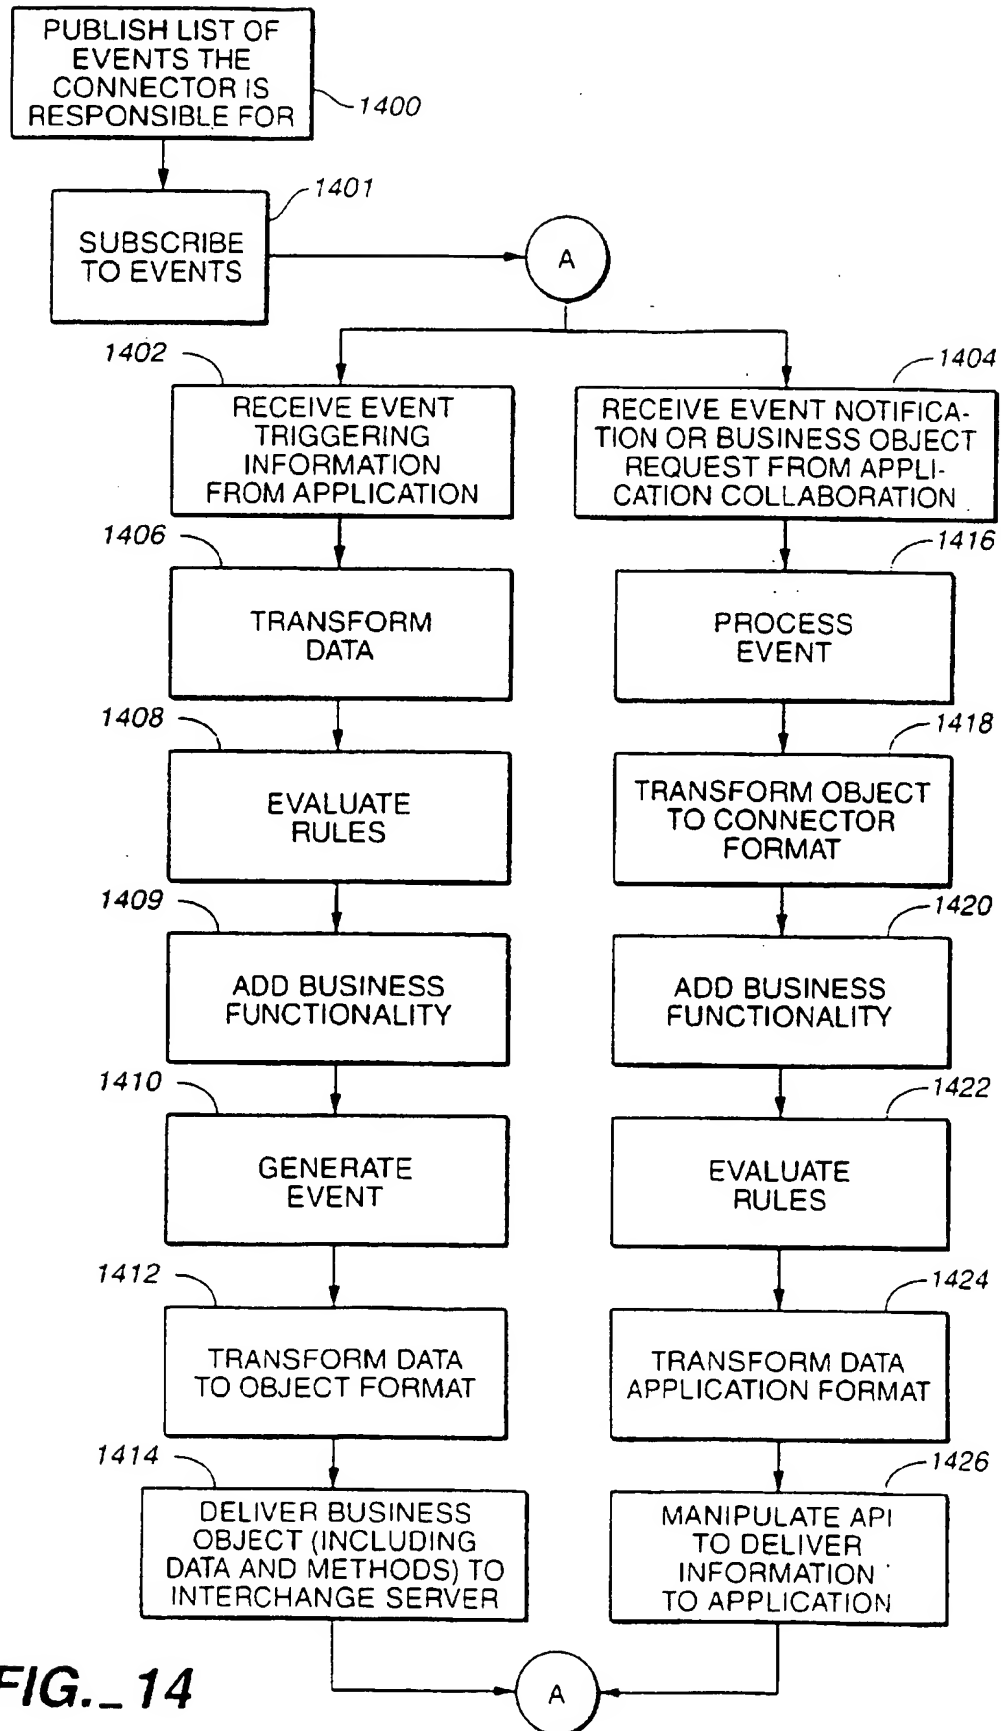 PUBLISH LIST OF
EVENTS THE
CONNECTOR IS
RESPONSIBLE FOR
1400
1401
SUBSCRIBE
TO EVENTS
A
1402
RECEIVE EVENT
TRIGGERING
INFORMATION
FROM APPLICATION
1404
RECEIVE EVENT NOTIFICA-
TION OR BUSINESS OBJECT
REQUEST FROM APPLI-
CATION COLLABORATION
1406
TRANSFORM
DATA
1416
PROCESS
EVENT
1408
EVALUATE
RULES
1418
TRANSFORM OBJECT
TO CONNECTOR
FORMAT
1409
ADD BUSINESS
FUNCTIONALITY
1420
ADD BUSINESS
FUNCTIONALITY
1410
GENERATE
EVENT
1422
EVALUATE
RULES
1412
TRANSFORM DATA
TO OBJECT FORMAT
1424
TRANSFORM DATA
APPLICATION FORMAT
1414
DELIVER BUSINESS
OBJECT (INCLUDING
DATA AND METHODS) TO
INTERCHANGE SERVER
1426
MANIPULATE API
TO DELIVER
INFORMATION
TO APPLICATION
A
FIG._14